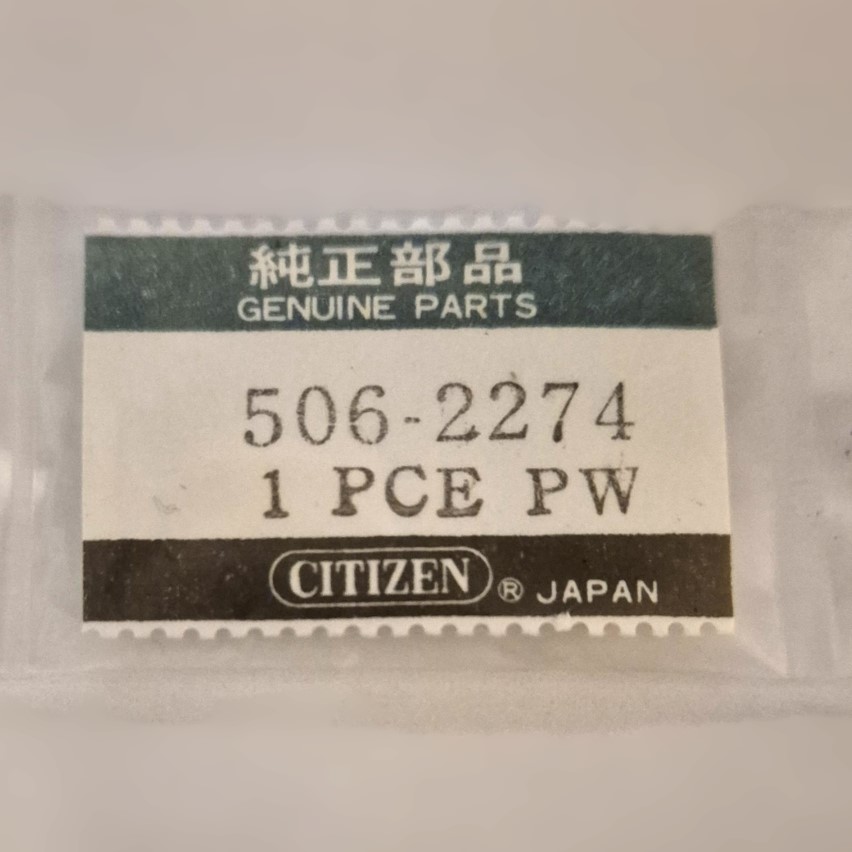 純正部品
GENUINE PARTS
506-2274
1 PCE PW
CITIZEN ® JAPAN